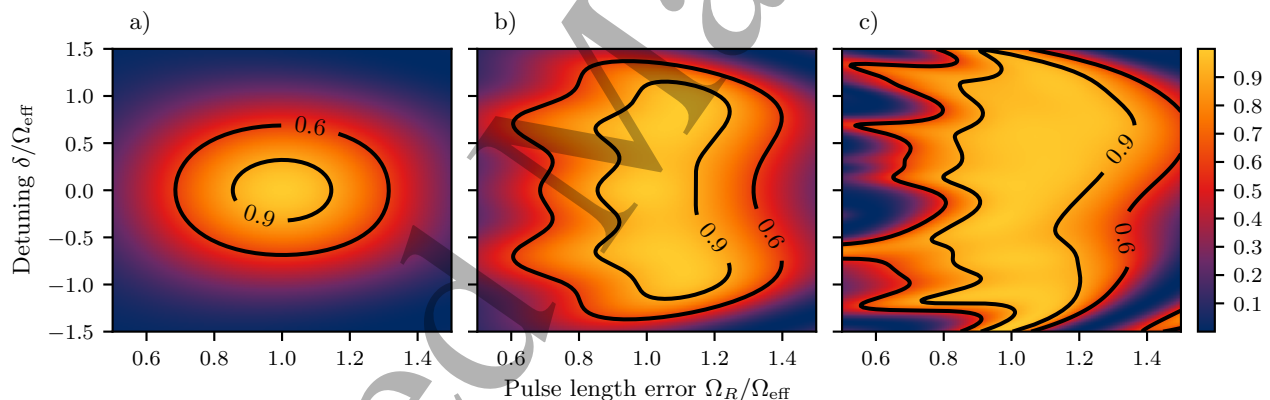 a) b) c)
Detuning δ/Ω_eff
1.5 1.0 0.5 0.0 −0.5 −1.0 −1.5
0.6 0.9
0.9 0.6
0.9 0.6
0.9 0.8 0.7 0.6 0.5 0.4 0.3 0.2 0.1
0.6 0.8 1.0 1.2 1.4 0.6 0.8 1.0 1.2 1.4 0.6 0.8 1.0 1.2 1.4
Pulse length error Ω_R/Ω_eff